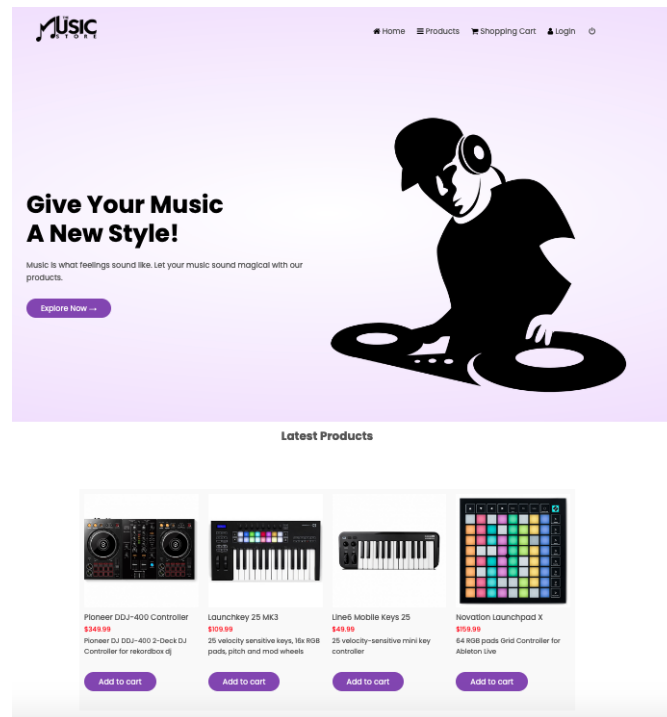 THE
MUSIC
STORE
Home Products Shopping Cart Login
Give Your Music
A New Style!
Music is what feelings sound like. Let your music sound magical with our
products.
Explore Now →
Latest Products
Pioneer DDJ-400 Controller
$349.99
Pioneer DJ DDJ-400 2-Deck DJ
Controller for rekordbox dj
Add to cart
Launchkey 25 MK3
$109.99
25 velocity sensitive keys, 16x RGB
pads, pitch and mod wheels
Add to cart
Line6 Mobile Keys 25
$49.99
25 velocity-sensitive mini key
controller
Add to cart
Novation Launchpad X
$159.99
64 RGB pads Grid Controller for
Ableton Live
Add to cart